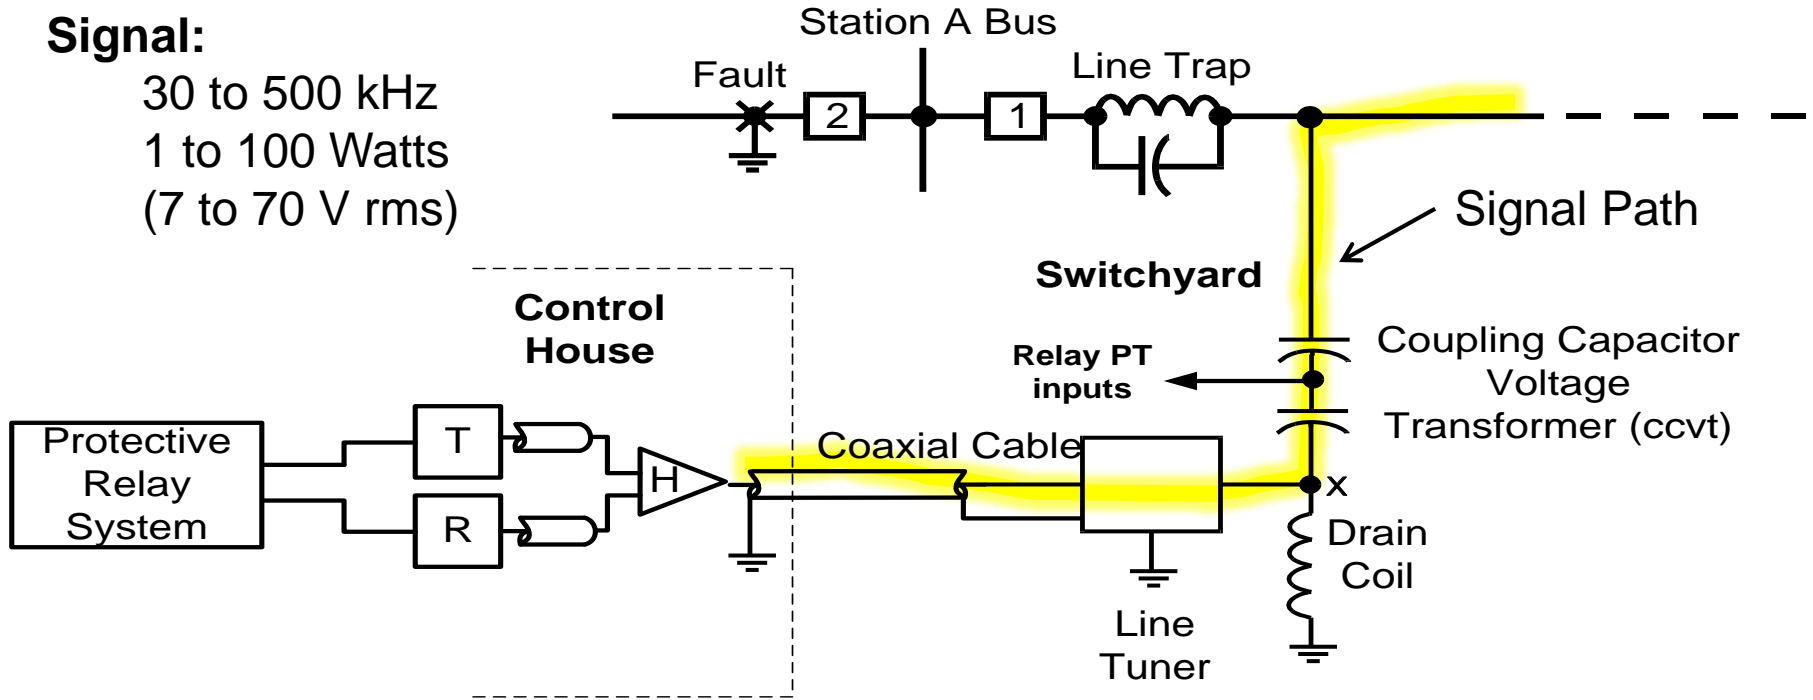 Signal:
30 to 500 kHz
1 to 100 Watts
(7 to 70 V rms)
Station A Bus
Fault
Line Trap
2
1
Signal Path
Switchyard
Control
House
Relay PT
inputs
Coupling Capacitor
Voltage
Transformer (ccvt)
Protective
Relay
System
T
R
H
Coaxial Cable
x
Drain
Coil
Line
Tuner